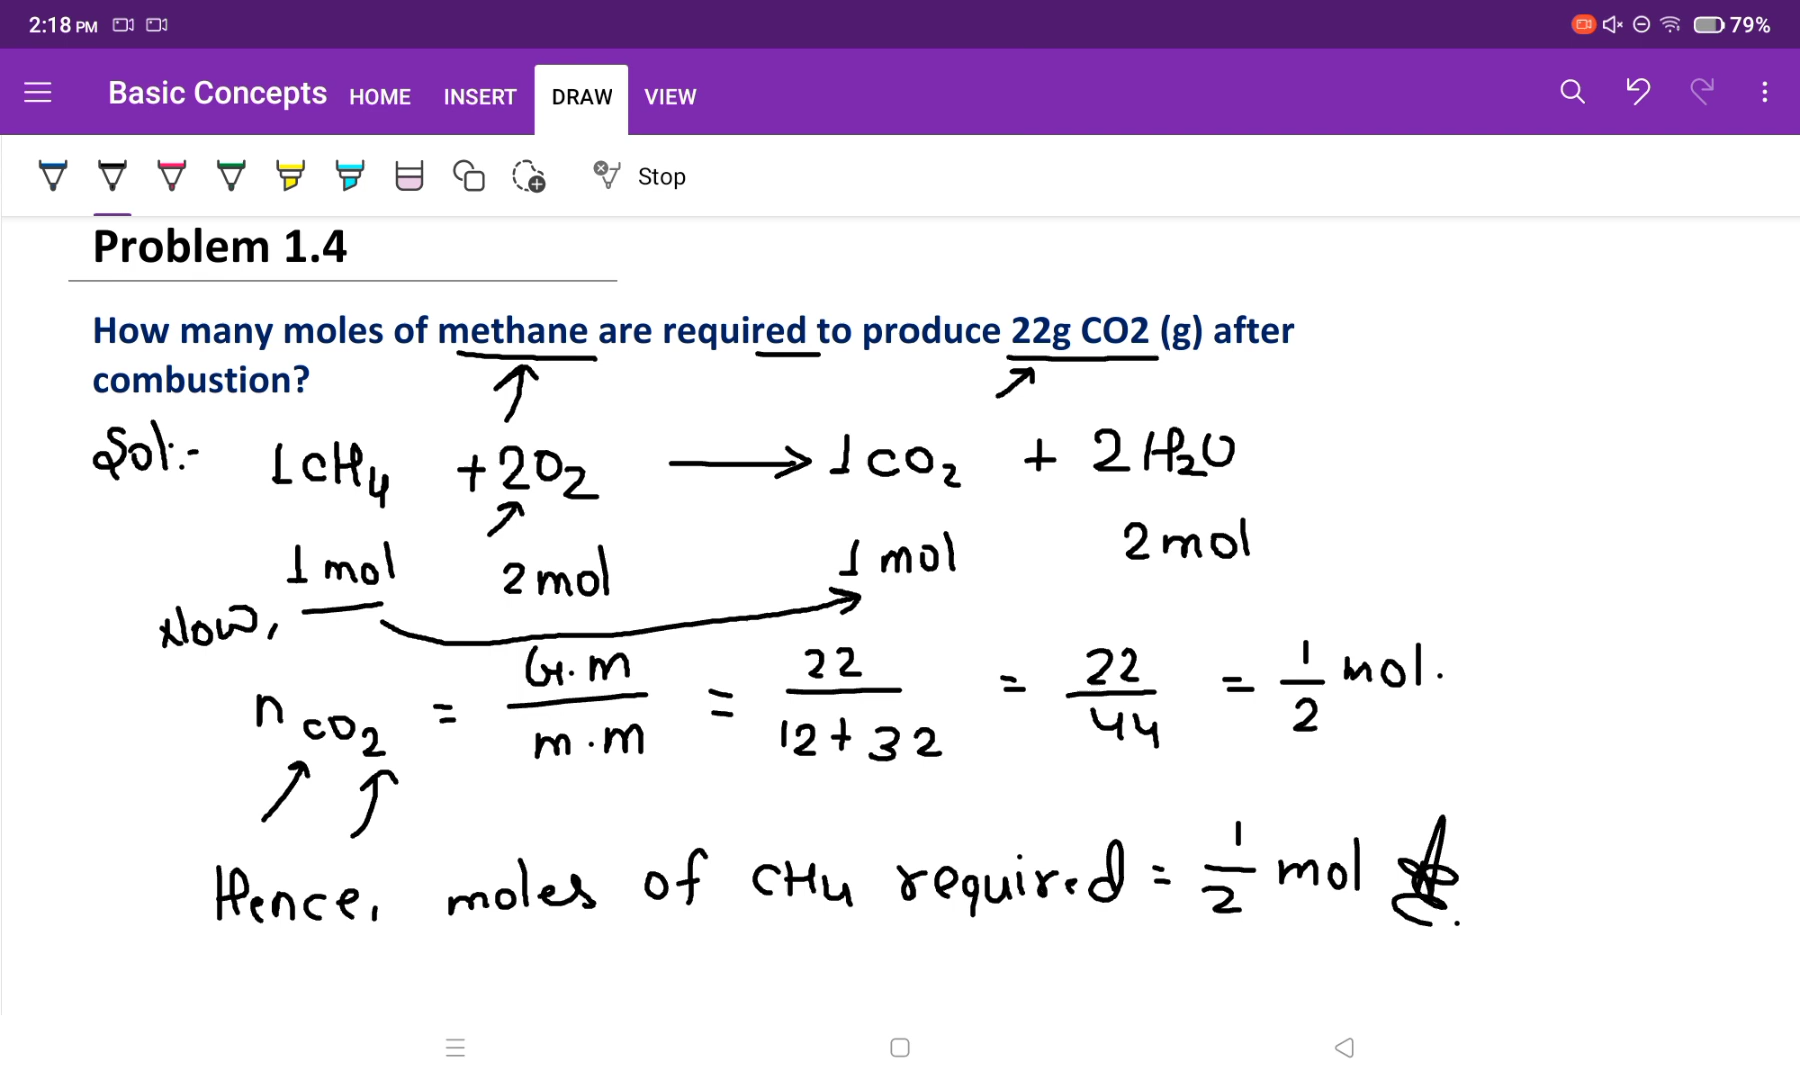 2:18 PM 79%
Basic Concepts HOME INSERT DRAW VIEW
Stop
Problem 1.4
How many moles of methane are required to produce 22g CO2 (g) after
combustion?
Sol:- 1CH4 + 2O2 → 1CO2 + 2H2O
1 mol 2 mol 1 mol 2 mol
Now,
nCO2 = G.M/m.m = 22/12+32 = 22/44 = 1/2 mol.
Hence, moles of CH4 required = 1/2 mol